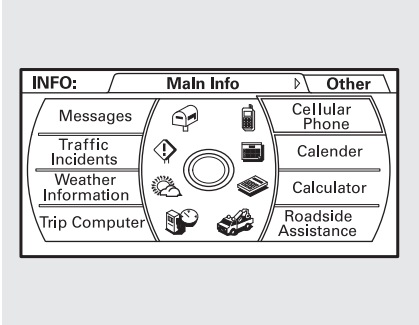 INFO:
Main Info
Other
Messages
Traffic
Incidents
Weather
Information
Trip Computer
Cellular
Phone
Calender
Calculator
Roadside
Assistance